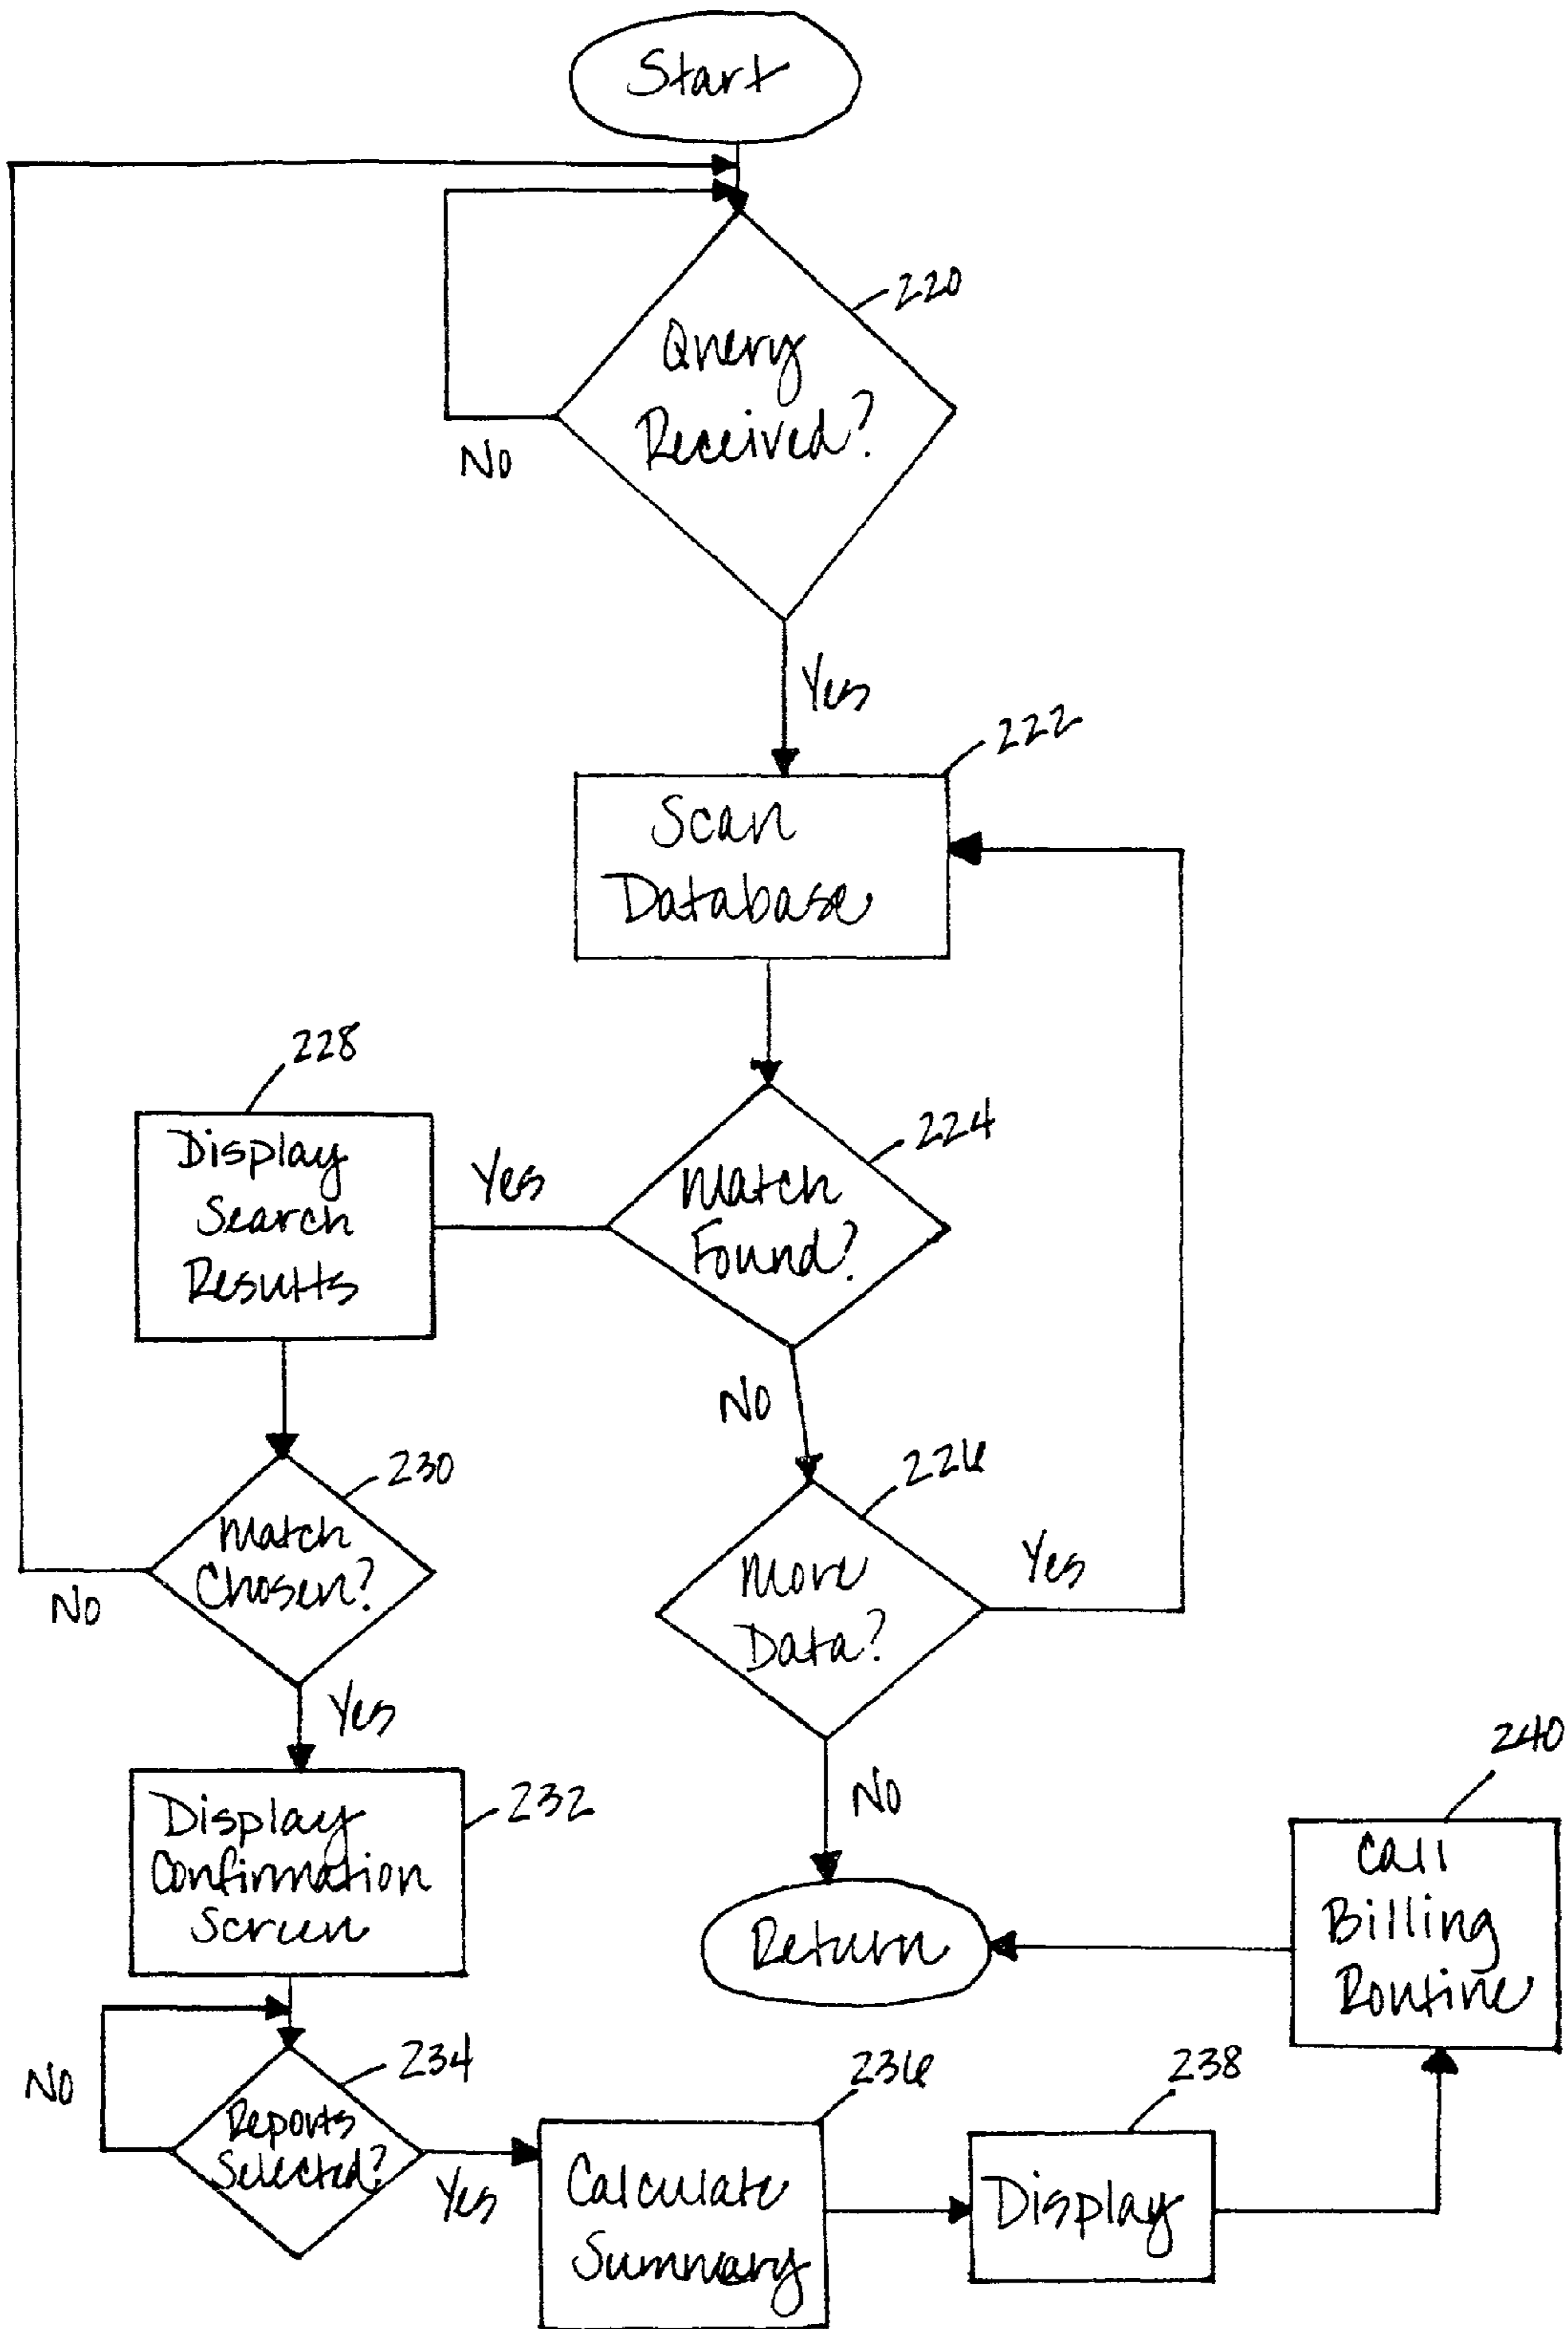 Start
220
Query
Received?
No
Yes
222
Scan
Database
228
Display
Search
Results
Yes
224
Match
Found?
No
230
Match
Chosen?
No
Yes
226
More
Data?
Yes
No
232
Display
Confirmation
Screen
Return
240
Call
Billing
Routine
234
Reports
Selected?
No
Yes
236
Calculate
Summary
238
Display